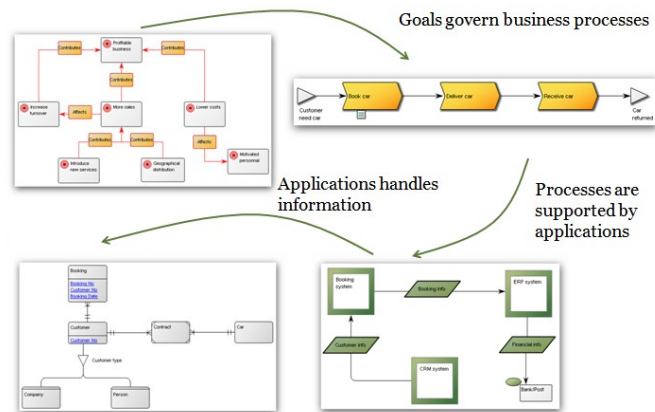 Goals govern business processes
Contributes
Profitable
business
Contributes
Contributes
Increase
turnover
Affects
More sales
Lower costs
Contributes
Contributes
Affects
Introduce
new services
Geographical
distribution
Motivated
personnal
Customer
need car
Book car
Deliver car
Receive car
Car
returned
Applications handles
information
Processes are
supported by
applications
Booking
Booking No
Customer No
Booking Date
Customer
Customer No
Contract
Car
Customer type
Company
Person
Booking
system
Booking info
ERP system
Customer info
Financial info
CRM system
Bank/Post